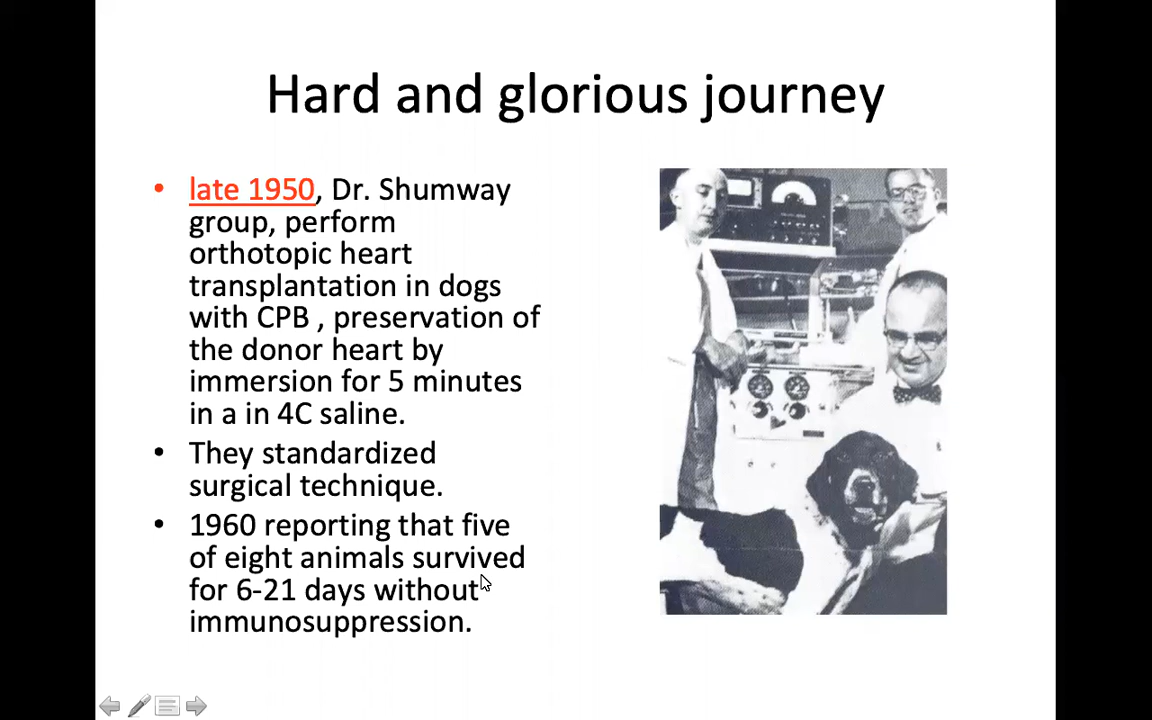 Hard and glorious journey
• late 1950, Dr. Shumway
group, perform
orthotopic heart
transplantation in dogs
with CPB , preservation of
the donor heart by
immersion for 5 minutes
in a in 4C saline.
• They standardized
surgical technique.
• 1960 reporting that five
of eight animals survived
for 6-21 days without
immunosuppression.